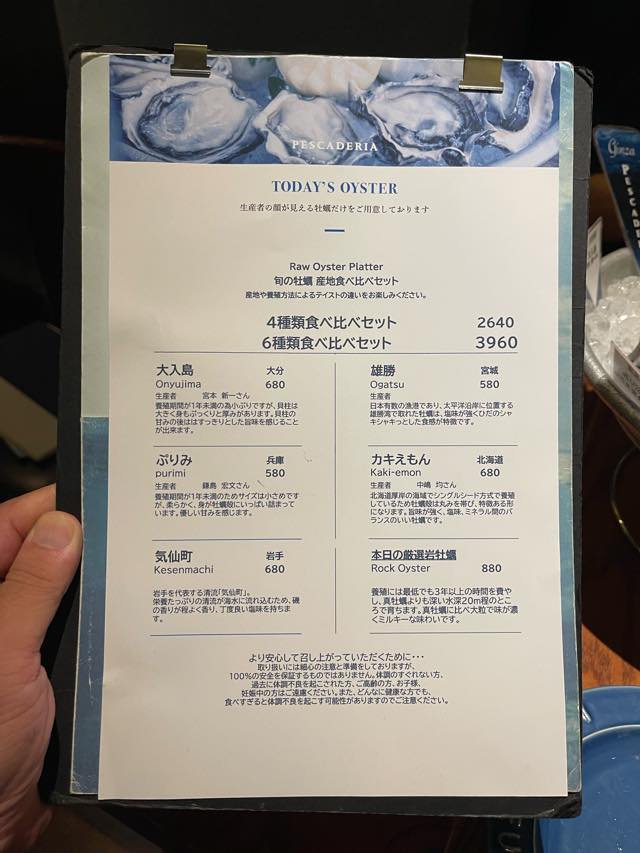 PESCADERIA
TODAY'S OYSTER
生産者の顔が見える牡蠣だけをご用意しております
Raw Oyster Platter
旬の牡蠣 産地食べ比べセット
産地や養殖方法によるテイストの違いをお楽しみください。
4種類食べ比べセット 2640
6種類食べ比べセット 3960
大入島 大分
Onyujima 680
生産者 宮本 新一さん
養殖期間が1年未満の為小ぶりですが、貝柱は
大きく身もぷっくりと厚みがあります。貝柱の
甘みの後ははすっきりとした旨味を感じること
が出来ます。
雄勝 宮城
Ogatsu 580
生産者
日本有数の漁港であり、太平洋沿岸に位置する
雄勝湾で取れた牡蠣は、塩味が強くひだのシャ
キシャキっとした食感が特徴です。
ぷりみ 兵庫
purimi 580
生産者 鎌島 宏文さん
養殖期間が1年未満のためサイズは小さめです
が、柔らかく、身が牡蠣殻にいっぱい詰まって
います。優しい甘みを感じます。
カキえもん 北海道
Kaki-emon 680
生産者 中嶋 均さん
北海道厚岸の海域でシングルシード方式で養殖
しているため牡蠣殻は丸みを帯び、特徴ある形
になります。旨味が強く、塩味、ミネラル間のバ
ランスのいい牡蠣です。
気仙町 岩手
Kesenmachi 680
岩手を代表する清流「気仙町」。
栄養たっぷりの清流が海水に流れ込むため、磯
の香りが程よく香り、丁度良い塩味を持ちま
す。
本日の厳選岩牡蠣
Rock Oyster 880
養殖には最低でも3年以上の時間を費や
し、真牡蠣よりも深い水深20m程のとこ
ろで育ちます。真牡蠣に比べ大粒で味が濃
くミルキーな味わいです。
より安心して召し上がっていただくために・・・
取り扱いには細心の注意と準備をしておりますが、
100%の安全を保証するものではありません。体調のすぐれない方、
過去に体調不良を起こされた方、ご高齢の方、お子様、
妊娠中の方はご遠慮ください。また、どんなに健康な方でも、
食べすぎると体調不良を起こす可能性がありますのでご注意ください。
Ginza